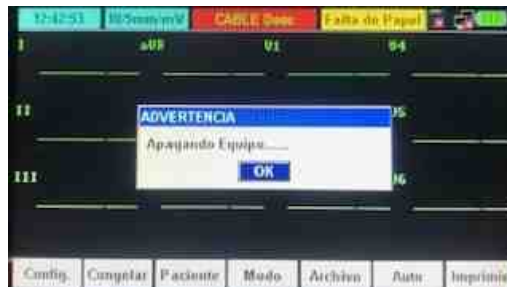 12:42:53 10/5mm/mV CABLE Desc Falta de Papel
I aVR V1 V4
II V5
III V6
ADVERTENCIA
Apagando Equipo......
OK
Config. Congelar Paciente Modo Archivo Auto Imprimir